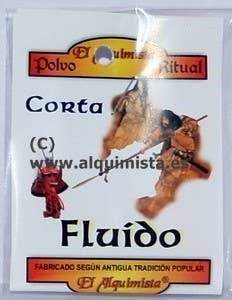 El Alquimista
Polvo Ritual
Corta
(C)
www.alquimista.es
Fluído
FABRICADO SEGÚN ANTIGUA TRADICIÓN POPULAR
El Alquimista®